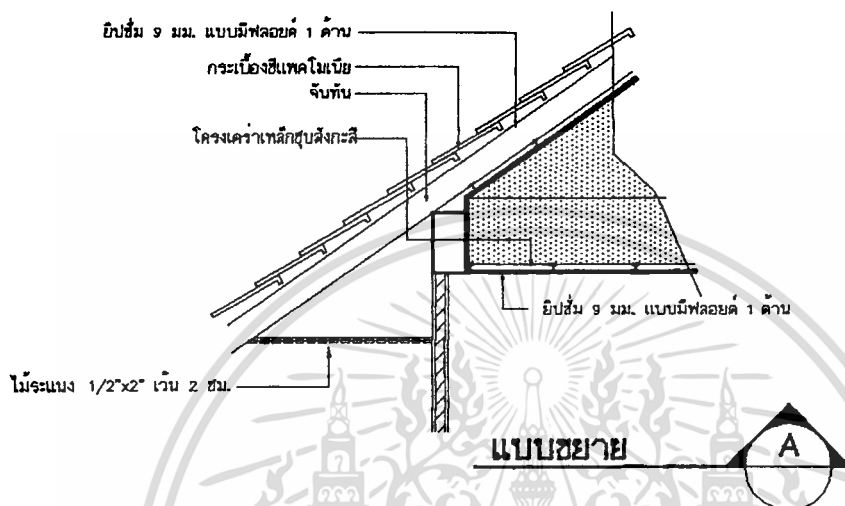 ยิปซั่ม 9 มม. แบบมีฟลอยด์ 1 ด้าน
กระเบื้องซีแพคโมเนีย
จันทัน
โครงเคร่าเหล็กชุบสังกะสี
ยิปซั่ม 9 มม. แบบมีฟลอยด์ 1 ด้าน
ไม้ระแนง 1/2"x2" เว้น 2 ซม.
แบบขยาย
A